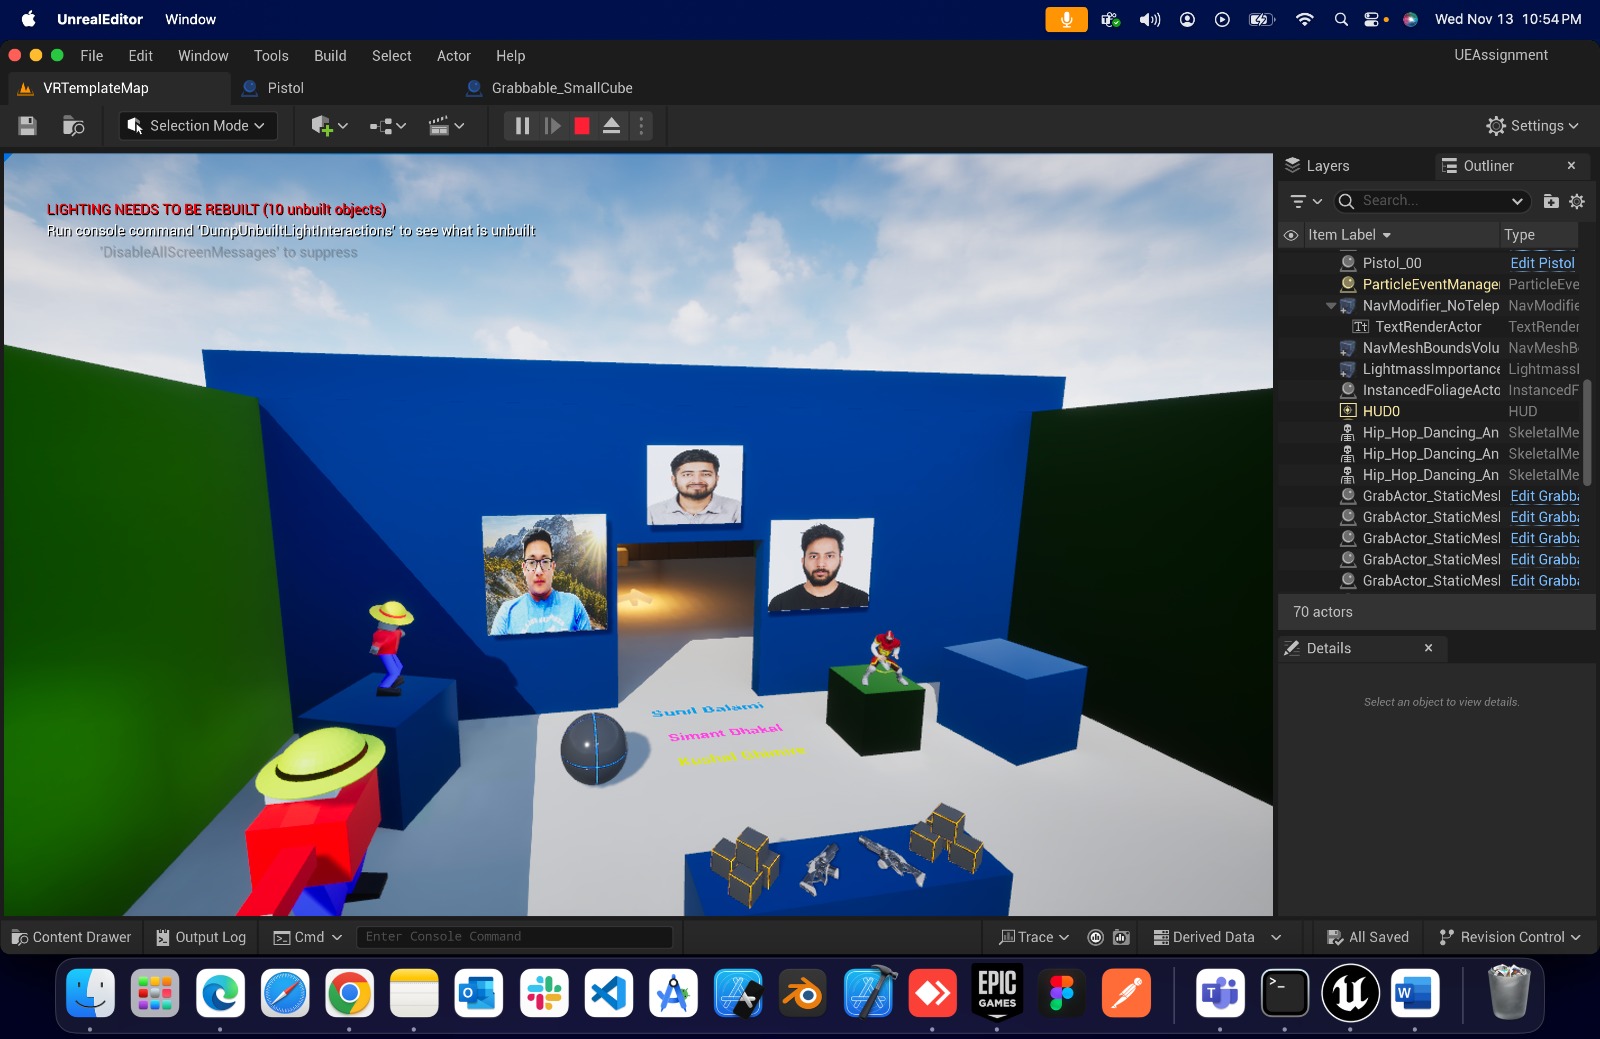 UnrealEditor Window
Wed Nov 13 10:54 PM
File Edit Window Tools Build Select Actor Help
UEAssignment
VRTemplateMap
Pistol
Grabbable_SmallCube
Selection Mode
Settings
LIGHTING NEEDS TO BE REBUILT (10 unbuilt objects)
Run console command 'DumpUnbuiltLightInteractions' to see what is unbuilt
'DisableAllScreenMessages' to suppress
Sunil Balami
Simant Dhakal
Layers
Outliner
Search...
Item Label Type
Pistol_00 Edit Pistol
ParticleEventManage ParticleEve
NavModifier_NoTelep NavModifie
TextRenderActor TextRender
NavMeshBoundsVolu NavMeshB
LightmassImportance Lightmassl
InstancedFoliageActo InstancedF
HUD0 HUD
Hip_Hop_Dancing_An SkeletalMe
Hip_Hop_Dancing_An SkeletalMe
Hip_Hop_Dancing_An SkeletalMe
GrabActor_StaticMesl Edit Grabb
GrabActor_StaticMesl Edit Grabb
GrabActor_StaticMesl Edit Grabb
GrabActor_StaticMesl Edit Grabb
GrabActor_StaticMesl Edit Grabb
70 actors
Details
Select an object to view details.
Content Drawer
Output Log
Cmd
Enter Console Command
Trace
Derived Data
All Saved
Revision Control
EPIC
GAMES